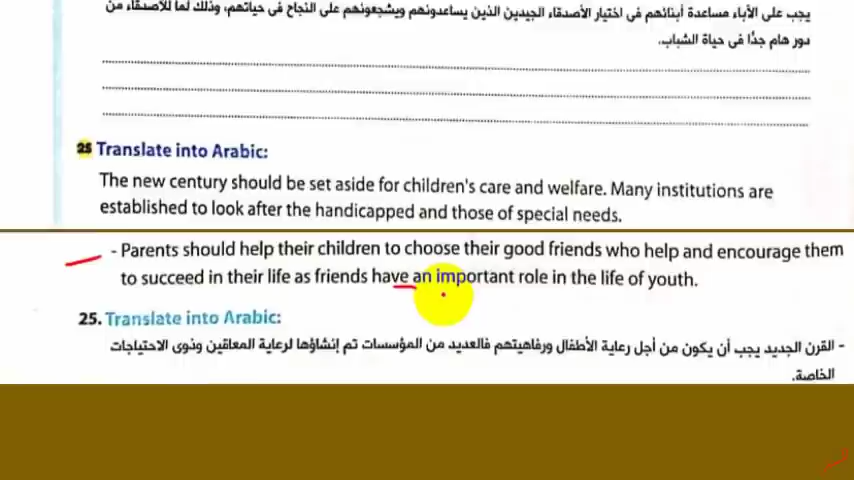 يجب على الأباء مساعدة أبنائهم فى اختيار الأصدقاء الجيدين الذين يساعدونهم ويشجعونهم على النجاح فى حياتهم، وذلك لما للأصدقاء من
دور هام جدًا فى حياة الشباب.
25 Translate into Arabic:
The new century should be set aside for children's care and welfare. Many institutions are
established to look after the handicapped and those of special needs.
- Parents should help their children to choose their good friends who help and encourage them
to succeed in their life as friends have an important role in the life of youth.
25. Translate into Arabic:
- القرن الجديد يجب أن يكون من أجل رعاية الأطفال ورفاهيتهم فالعديد من المؤسسات تم إنشاؤها لرعاية المعاقين وذوى الاحتياجات
الخاصة.